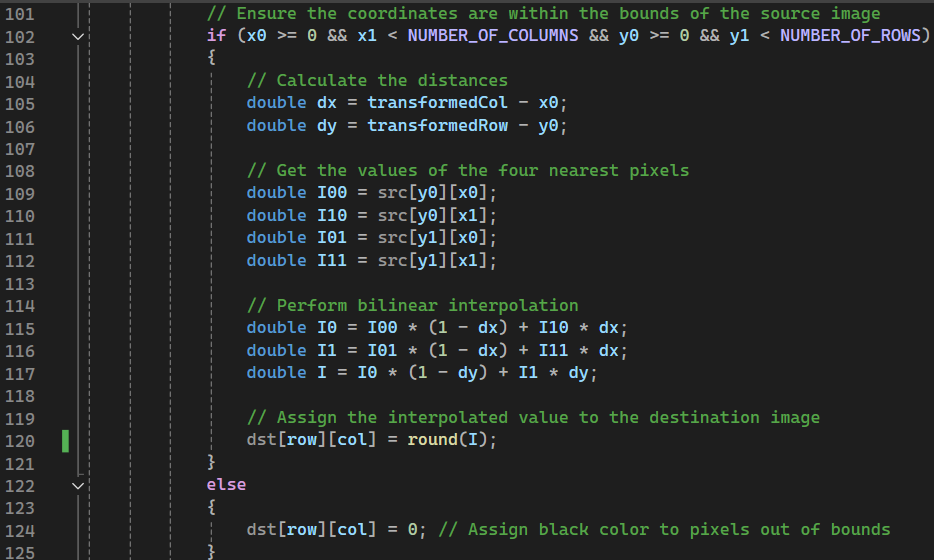 101 // Ensure the coordinates are within the bounds of the source image
102 if (x0 >= 0 && x1 < NUMBER_OF_COLUMNS && y0 >= 0 && y1 < NUMBER_OF_ROWS)
103 {
104 // Calculate the distances
105 double dx = transformedCol - x0;
106 double dy = transformedRow - y0;
107
108 // Get the values of the four nearest pixels
109 double I00 = src[y0][x0];
110 double I10 = src[y0][x1];
111 double I01 = src[y1][x0];
112 double I11 = src[y1][x1];
113
114 // Perform bilinear interpolation
115 double I0 = I00 * (1 - dx) + I10 * dx;
116 double I1 = I01 * (1 - dx) + I11 * dx;
117 double I = I0 * (1 - dy) + I1 * dy;
118
119 // Assign the interpolated value to the destination image
120 dst[row][col] = round(I);
121 }
122 else
123 {
124 dst[row][col] = 0; // Assign black color to pixels out of bounds
125 }